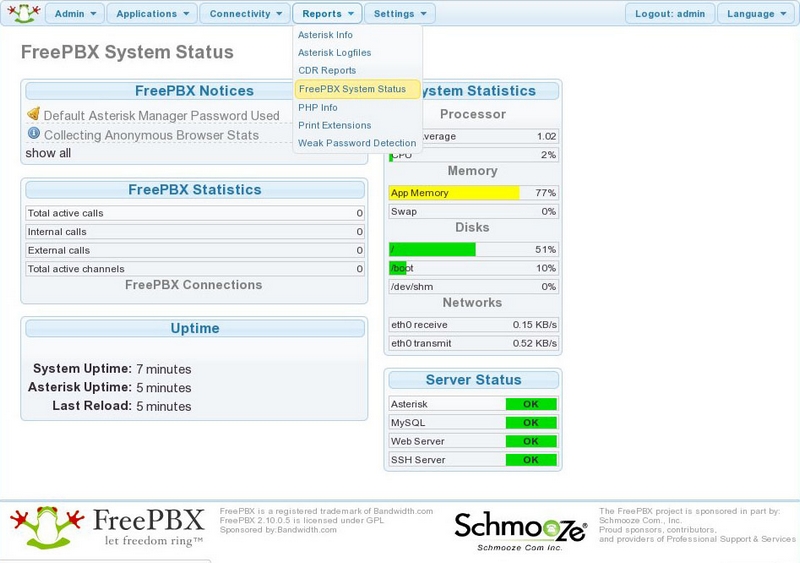 Admin
Applications
Connectivity
Reports
Settings
Logout: admin
Language
Asterisk Info
Asterisk Logfiles
CDR Reports
FreePBX System Status
PHP Info
Print Extensions
Weak Password Detection
FreePBX System Status
FreePBX Notices
Default Asterisk Manager Password Used
Collecting Anonymous Browser Stats
show all
FreePBX Statistics
Total active calls 0
Internal calls 0
External calls 0
Total active channels 0
FreePBX Connections
Uptime
System Uptime: 7 minutes
Asterisk Uptime: 5 minutes
Last Reload: 5 minutes
ystem Statistics
Processor
verage 1.02
CPU 2%
Memory
App Memory 77%
Swap 0%
Disks
/ 51%
/boot 10%
/dev/shm 0%
Networks
eth0 receive 0.15 KB/s
eth0 transmit 0.52 KB/s
Server Status
Asterisk OK
MySQL OK
Web Server OK
SSH Server OK
FreePBX
let freedom ring™
FreePBX is a registered trademark of Bandwidth.com
FreePBX 2.10.0.5 is licensed under GPL
Sponsored by:Bandwidth.com
Schmooze®
Schmooze Com Inc.
The FreePBX project is sponsored in part by:
Schmooze Com., Inc.
Proud sponsors, contributors,
and providers of Professional Support & Services